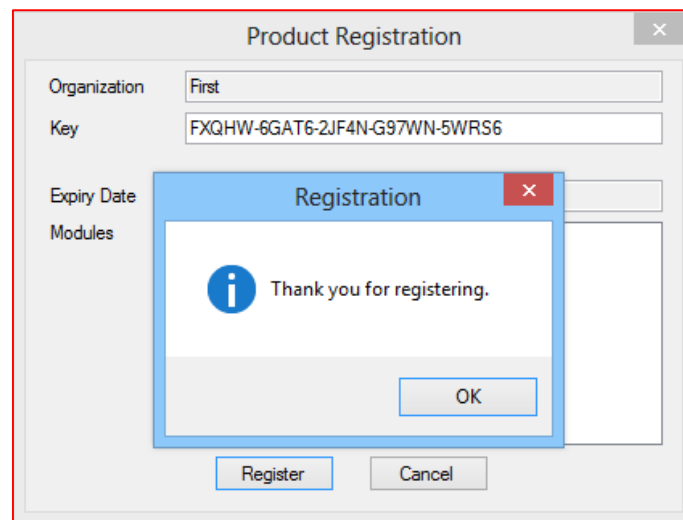 Product Registration
Organization First
Key FXQHW-6GAT6-2JF4N-G97WN-5WRS6
Expiry Date
Registration
Modules
Thank you for registering.
OK
Register Cancel